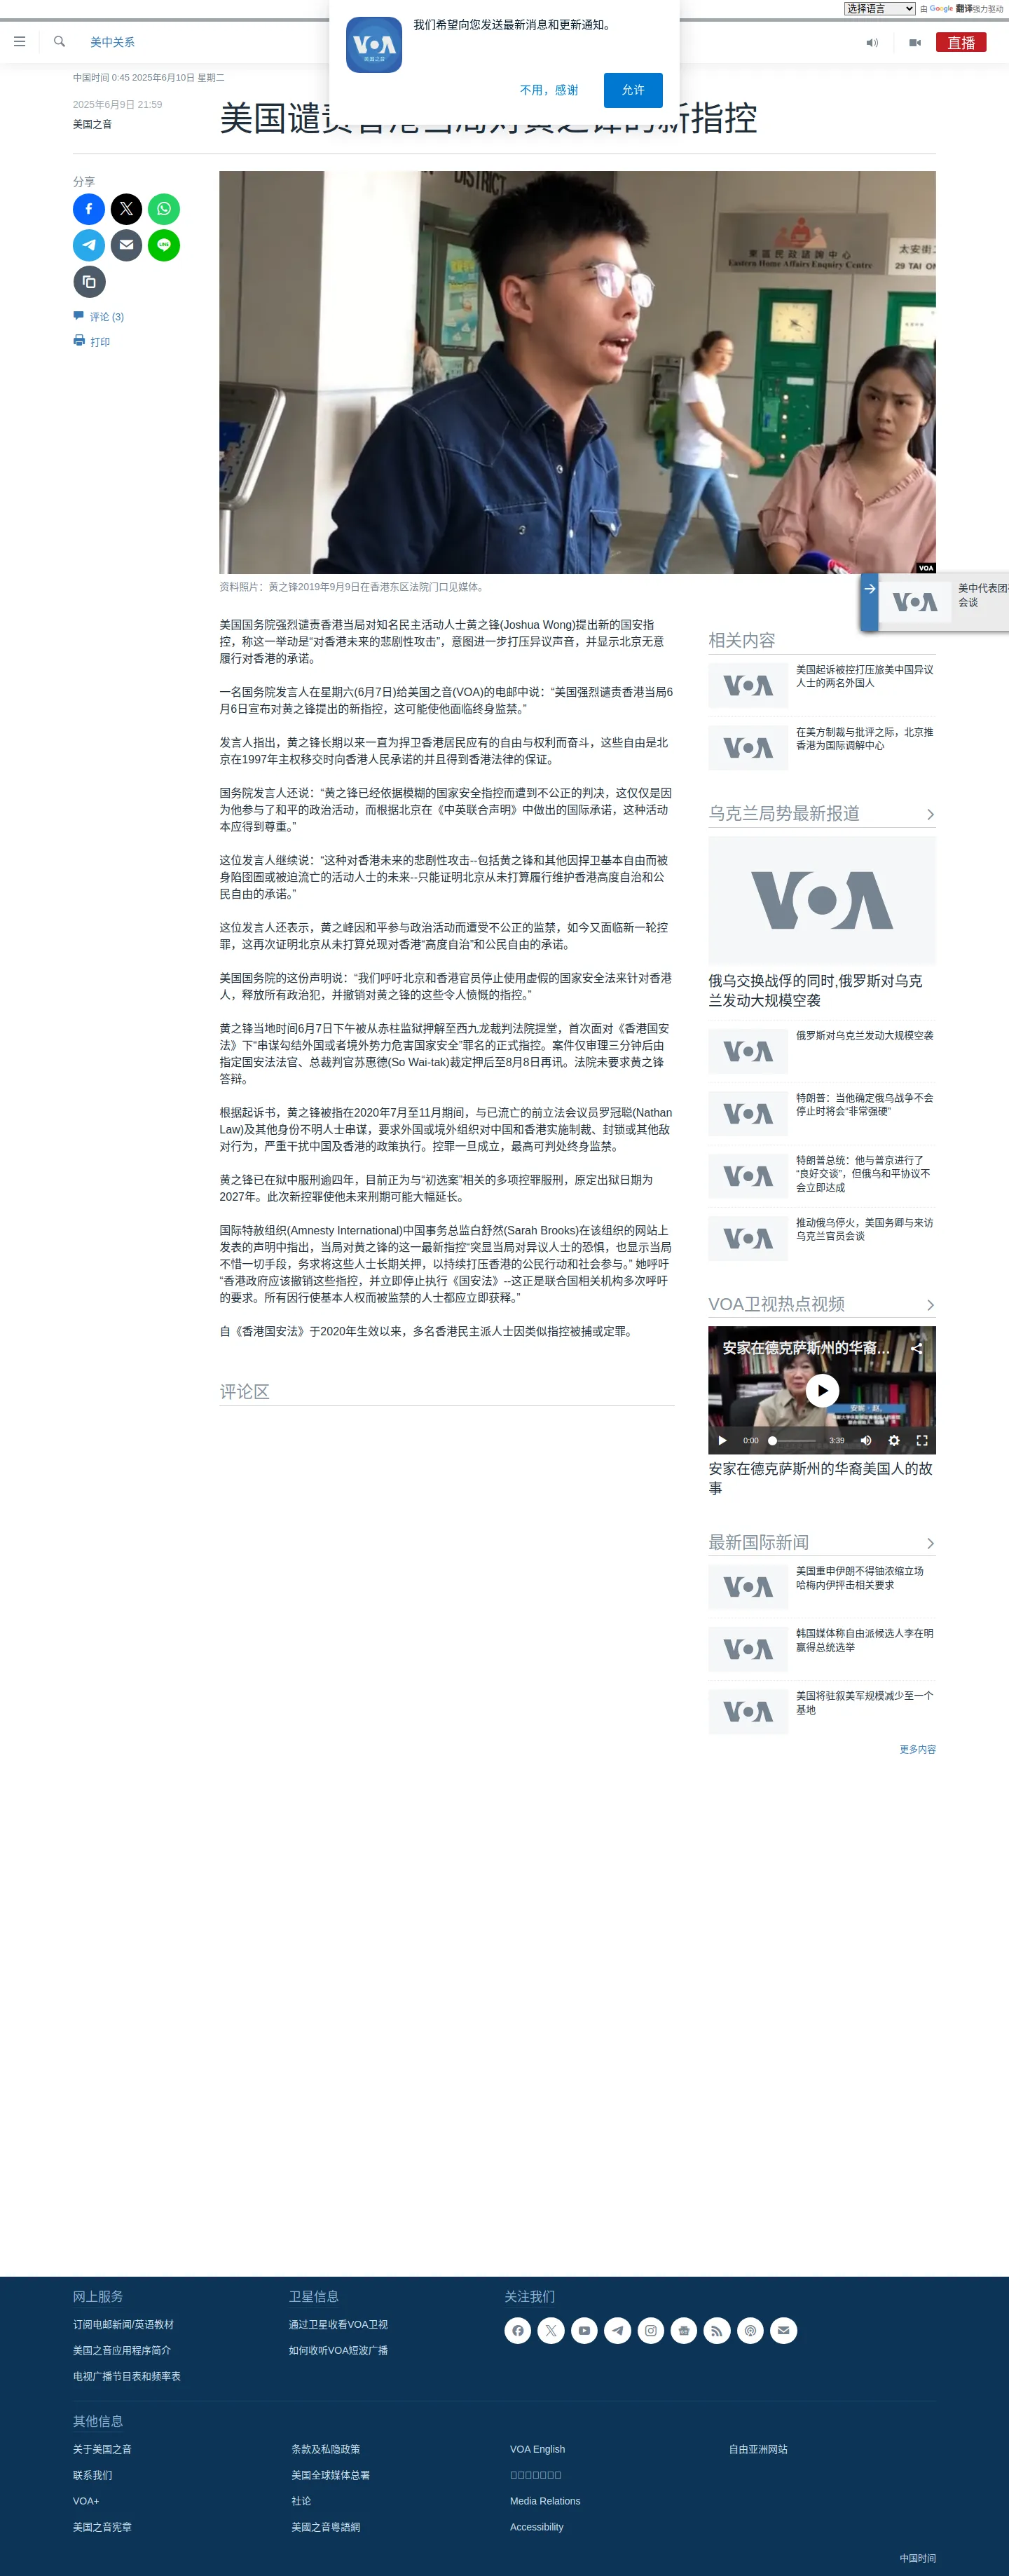 选择语言
由 Google 翻译强力驱动
我们希望向您发送最新消息和更新通知。
VOA
美国之音
不用，感谢
允许
美中关系
直播
中国时间 0:45 2025年6月10日 星期二
2025年6月9日 21:59
美国之音
美国谴责香港当局对黄之锋的新指控
分享
评论 (3)
打印
DISTRICT
東區民政諮詢中心
Eastern Home Affairs Enquiry Centre
太安街二
29 TAI ON
VOA
资料照片：黄之锋2019年9月9日在香港东区法院门口见媒体。
美中代表团
会谈
美国国务院强烈谴责香港当局对知名民主活动人士黄之锋(Joshua Wong)提出新的国安指
控，称这一举动是“对香港未来的悲剧性攻击”，意图进一步打压异议声音，并显示北京无意
履行对香港的承诺。
一名国务院发言人在星期六(6月7日)给美国之音(VOA)的电邮中说：“美国强烈谴责香港当局6
月6日宣布对黄之锋提出的新指控，这可能使他面临终身监禁。”
发言人指出，黄之锋长期以来一直为捍卫香港居民应有的自由与权利而奋斗，这些自由是北
京在1997年主权移交时向香港人民承诺的并且得到香港法律的保证。
国务院发言人还说：“黄之锋已经依据模糊的国家安全指控而遭到不公正的判决，这仅仅是因
为他参与了和平的政治活动，而根据北京在《中英联合声明》中做出的国际承诺，这种活动
本应得到尊重。”
这位发言人继续说：“这种对香港未来的悲剧性攻击--包括黄之锋和其他因捍卫基本自由而被
身陷囹圄或被迫流亡的活动人士的未来--只能证明北京从未打算履行维护香港高度自治和公
民自由的承诺。”
这位发言人还表示，黄之峰因和平参与政治活动而遭受不公正的监禁，如今又面临新一轮控
罪，这再次证明北京从未打算兑现对香港“高度自治”和公民自由的承诺。
美国国务院的这份声明说：“我们呼吁北京和香港官员停止使用虚假的国家安全法来针对香港
人，释放所有政治犯，并撤销对黄之锋的这些令人愤慨的指控。”
黄之锋当地时间6月7日下午被从赤柱监狱押解至西九龙裁判法院提堂，首次面对《香港国安
法》下“串谋勾结外国或者境外势力危害国家安全”罪名的正式指控。案件仅审理三分钟后由
指定国安法法官、总裁判官苏惠德(So Wai-tak)裁定押后至8月8日再讯。法院未要求黄之锋
答辩。
根据起诉书，黄之锋被指在2020年7月至11月期间，与已流亡的前立法会议员罗冠聪(Nathan
Law)及其他身份不明人士串谋，要求外国或境外组织对中国和香港实施制裁、封锁或其他敌
对行为，严重干扰中国及香港的政策执行。控罪一旦成立，最高可判处终身监禁。
黄之锋已在狱中服刑逾四年，目前正为与“初选案”相关的多项控罪服刑，原定出狱日期为
2027年。此次新控罪使他未来刑期可能大幅延长。
国际特赦组织(Amnesty International)中国事务总监白舒然(Sarah Brooks)在该组织的网站上
发表的声明中指出，当局对黄之锋的这一最新指控“突显当局对异议人士的恐惧，也显示当局
不惜一切手段，务求将这些人士长期关押，以持续打压香港的公民行动和社会参与。” 她呼吁
“香港政府应该撤销这些指控，并立即停止执行《国安法》--这正是联合国相关机构多次呼吁
的要求。所有因行使基本人权而被监禁的人士都应立即获释。”
自《香港国安法》于2020年生效以来，多名香港民主派人士因类似指控被捕或定罪。
评论区
相关内容
美国起诉被控打压旅美中国异议
人士的两名外国人
在美方制裁与批评之际，北京推
香港为国际调解中心
乌克兰局势最新报道
VOA
俄乌交换战俘的同时,俄罗斯对乌克
兰发动大规模空袭
俄罗斯对乌克兰发动大规模空袭
特朗普：当他确定俄乌战争不会
停止时将会“非常强硬”
特朗普总统：他与普京进行了
“良好交谈”，但俄乌和平协议不
会立即达成
推动俄乌停火，美国务卿与来访
乌克兰官员会谈
VOA卫视热点视频
安家在德克萨斯州的华裔...
0:00
3:39
安家在德克萨斯州的华裔美国人的故
事
最新国际新闻
美国重申伊朗不得铀浓缩立场
哈梅内伊抨击相关要求
韩国媒体称自由派候选人李在明
赢得总统选举
美国将驻叙美军规模减少至一个
基地
更多内容
网上服务
订阅电邮新闻/英语教材
美国之音应用程序简介
电视广播节目表和频率表
卫星信息
通过卫星收看VOA卫视
如何收听VOA短波广播
关注我们
其他信息
关于美国之音
条款及私隐政策
VOA English
自由亚洲网站
联系我们
美国全球媒体总署
VOA+
社论
Media Relations
美国之音宪章
美國之音粵語網
Accessibility
中国时间